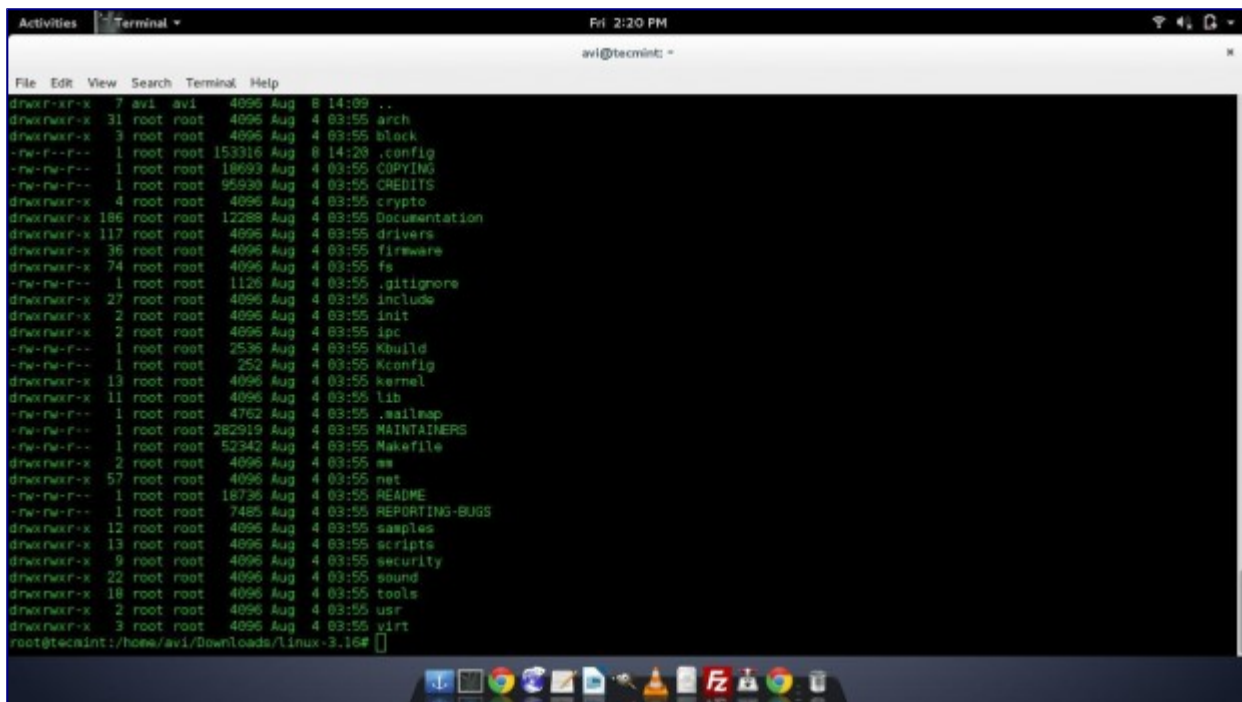 Activities Terminal Fri 2:20 PM
avi@tecmint: ~
File Edit View Search Terminal Help
drwxr-xr-x 7 avi avi 4096 Aug 8 14:09 ..
drwxrwxr-x 31 root root 4096 Aug 4 03:55 arch
drwxrwxr-x 3 root root 4096 Aug 4 03:55 block
-rw-r--r-- 1 root root 153316 Aug 8 14:20 .config
-rw-rw-r-- 1 root root 18693 Aug 4 03:55 COPYING
-rw-rw-r-- 1 root root 95930 Aug 4 03:55 CREDITS
drwxrwxr-x 4 root root 4096 Aug 4 03:55 crypto
drwxrwxr-x 106 root root 12288 Aug 4 03:55 Documentation
drwxrwxr-x 117 root root 4096 Aug 4 03:55 drivers
drwxrwxr-x 36 root root 4096 Aug 4 03:55 firmware
drwxrwxr-x 74 root root 4096 Aug 4 03:55 fs
-rw-rw-r-- 1 root root 1126 Aug 4 03:55 .gitignore
drwxrwxr-x 27 root root 4096 Aug 4 03:55 include
drwxrwxr-x 2 root root 4096 Aug 4 03:55 init
drwxrwxr-x 2 root root 4096 Aug 4 03:55 ipc
-rw-rw-r-- 1 root root 2536 Aug 4 03:55 Kbuild
-rw-rw-r-- 1 root root 252 Aug 4 03:55 Kconfig
drwxrwxr-x 13 root root 4096 Aug 4 03:55 kernel
drwxrwxr-x 11 root root 4096 Aug 4 03:55 lib
-rw-rw-r-- 1 root root 4762 Aug 4 03:55 .mailmap
-rw-rw-r-- 1 root root 282919 Aug 4 03:55 MAINTAINERS
-rw-rw-r-- 1 root root 52342 Aug 4 03:55 Makefile
drwxrwxr-x 2 root root 4096 Aug 4 03:55 mm
drwxrwxr-x 57 root root 4096 Aug 4 03:55 net
-rw-rw-r-- 1 root root 18736 Aug 4 03:55 README
-rw-rw-r-- 1 root root 7485 Aug 4 03:55 REPORTING-BUGS
drwxrwxr-x 12 root root 4096 Aug 4 03:55 samples
drwxrwxr-x 13 root root 4096 Aug 4 03:55 scripts
drwxrwxr-x 9 root root 4096 Aug 4 03:55 security
drwxrwxr-x 22 root root 4096 Aug 4 03:55 sound
drwxrwxr-x 18 root root 4096 Aug 4 03:55 tools
drwxrwxr-x 2 root root 4096 Aug 4 03:55 usr
drwxrwxr-x 3 root root 4096 Aug 4 03:55 virt
root@tecmint:/home/avi/Downloads/linux-3.16#
Fz